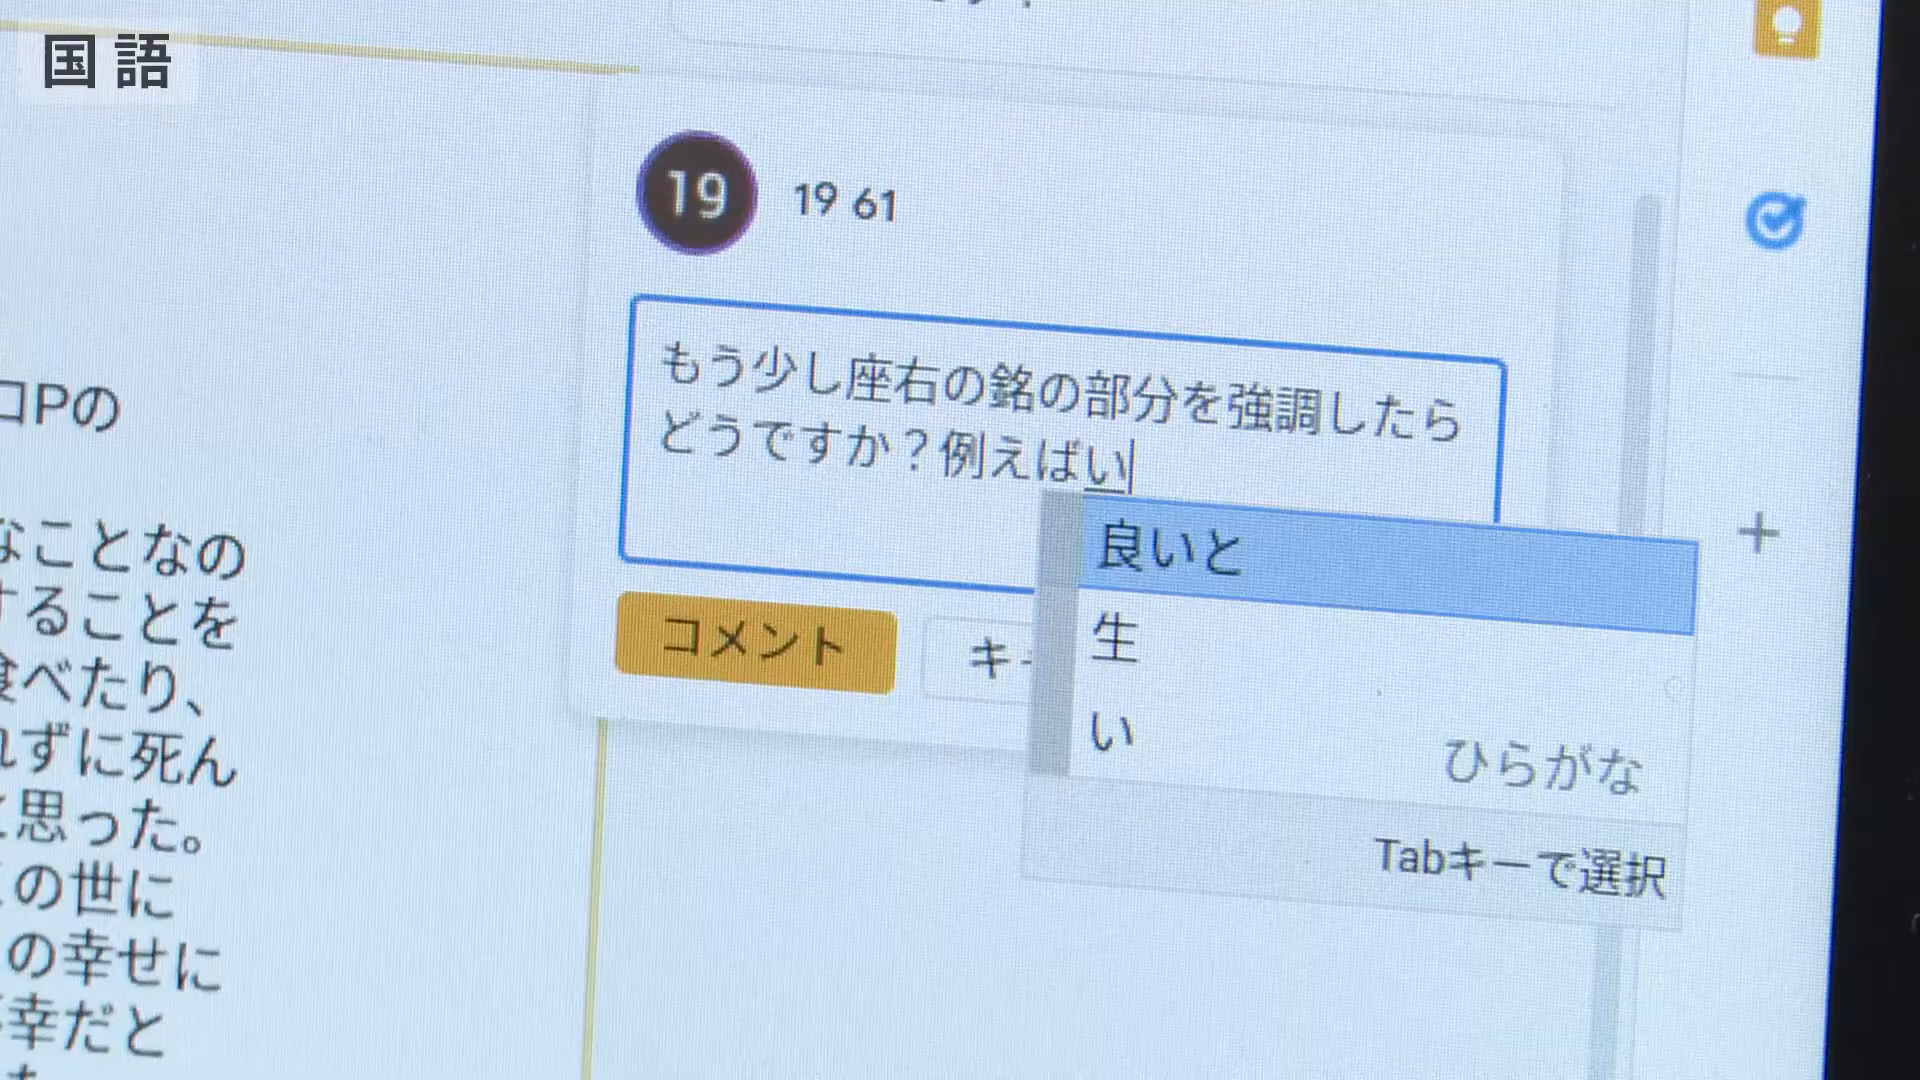 国語
19
19 61
もう少し座右の銘の部分を強調したら
どうですか？例えばい
良いと
生
い
ひらがな
Tabキーで選択
コメント
キ
コPの
なことなの
することを
食べたり、
れずに死ん
と思った。
の世に
の幸せに
幸だと